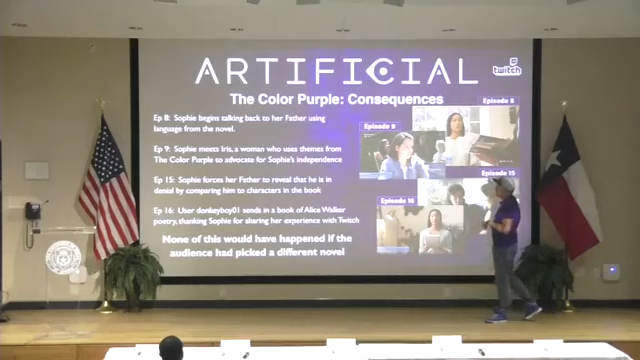 ARTIFICIAL
twitch
The Color Purple: Consequences
Episode 8
Ep 8: Sophie begins talking back to her Father using
language from the novel.
Episode 9
Ep 9: Sophie meets Iris, a woman who uses themes from
The Color Purple to advocate for Sophie's independence
Episode 15
Ep 15: Sophie forces her Father to reveal that he is in
denial by comparing him to characters in the book
Episode 16
Ep 16: User donkeyboy01 sends in a book of Alice Walker
poetry, thanking Sophie for sharing her experience with Twitch
None of this would have happened if the
audience had picked a different novel